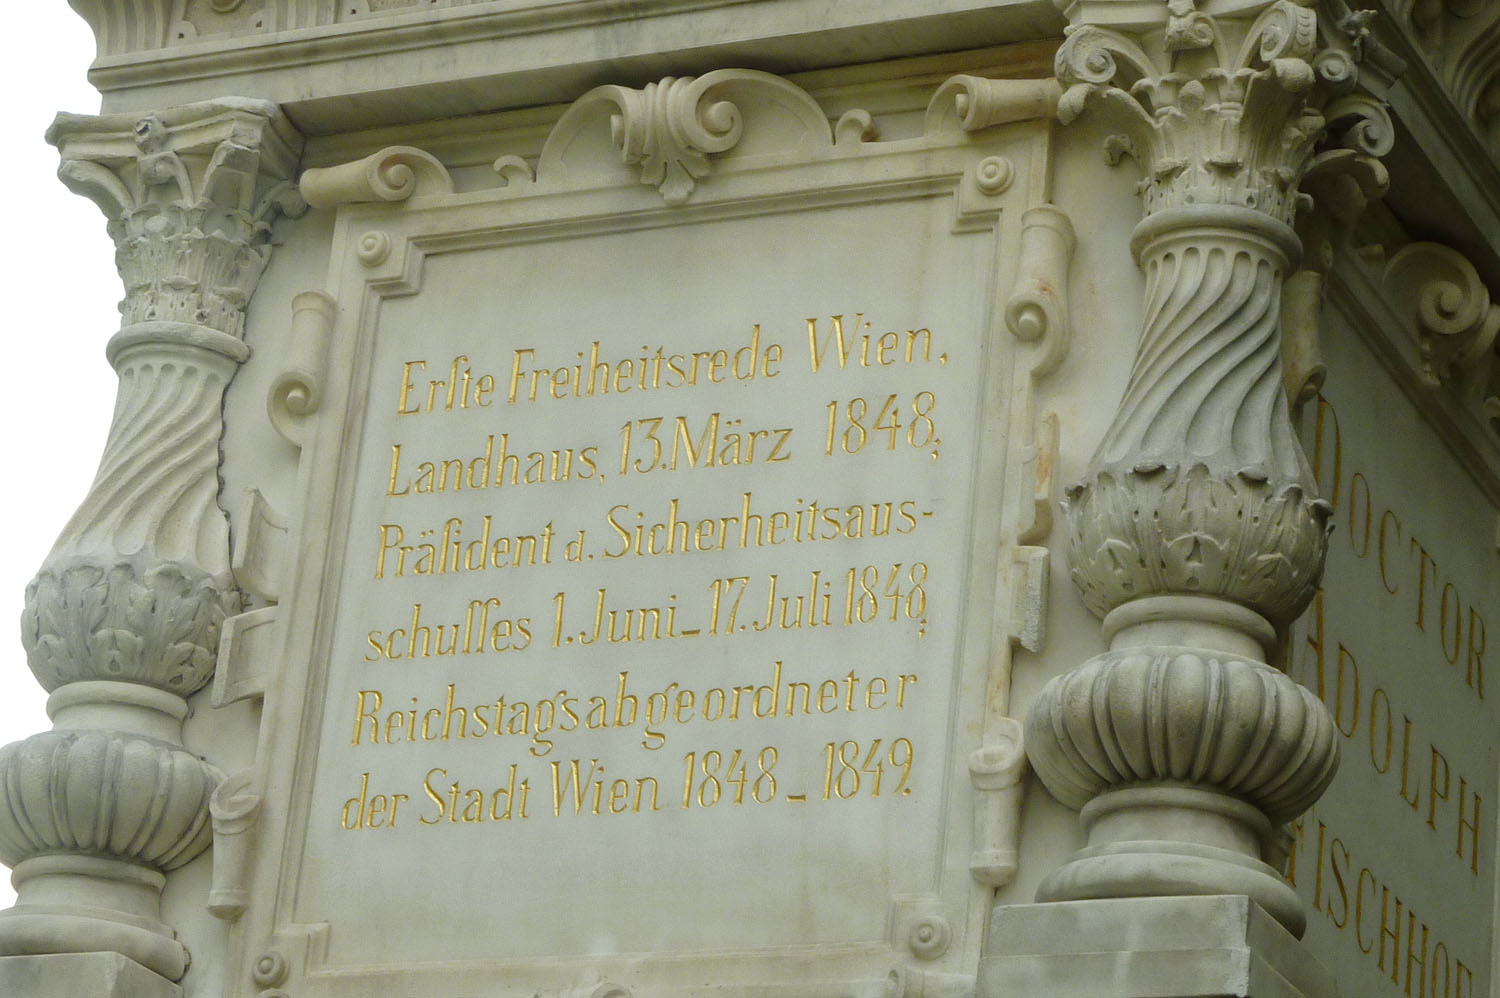 Erſte Freiheitsrede Wien,
Landhaus, 13. März 1848;
Präſident d. Sicherheitsaus-
schuſſes 1. Juni - 17. Juli 1848;
Reichstagsabgeordneter
der Stadt Wien 1848 - 1849.
DOCTOR
ADOLPH
FISCHHOF